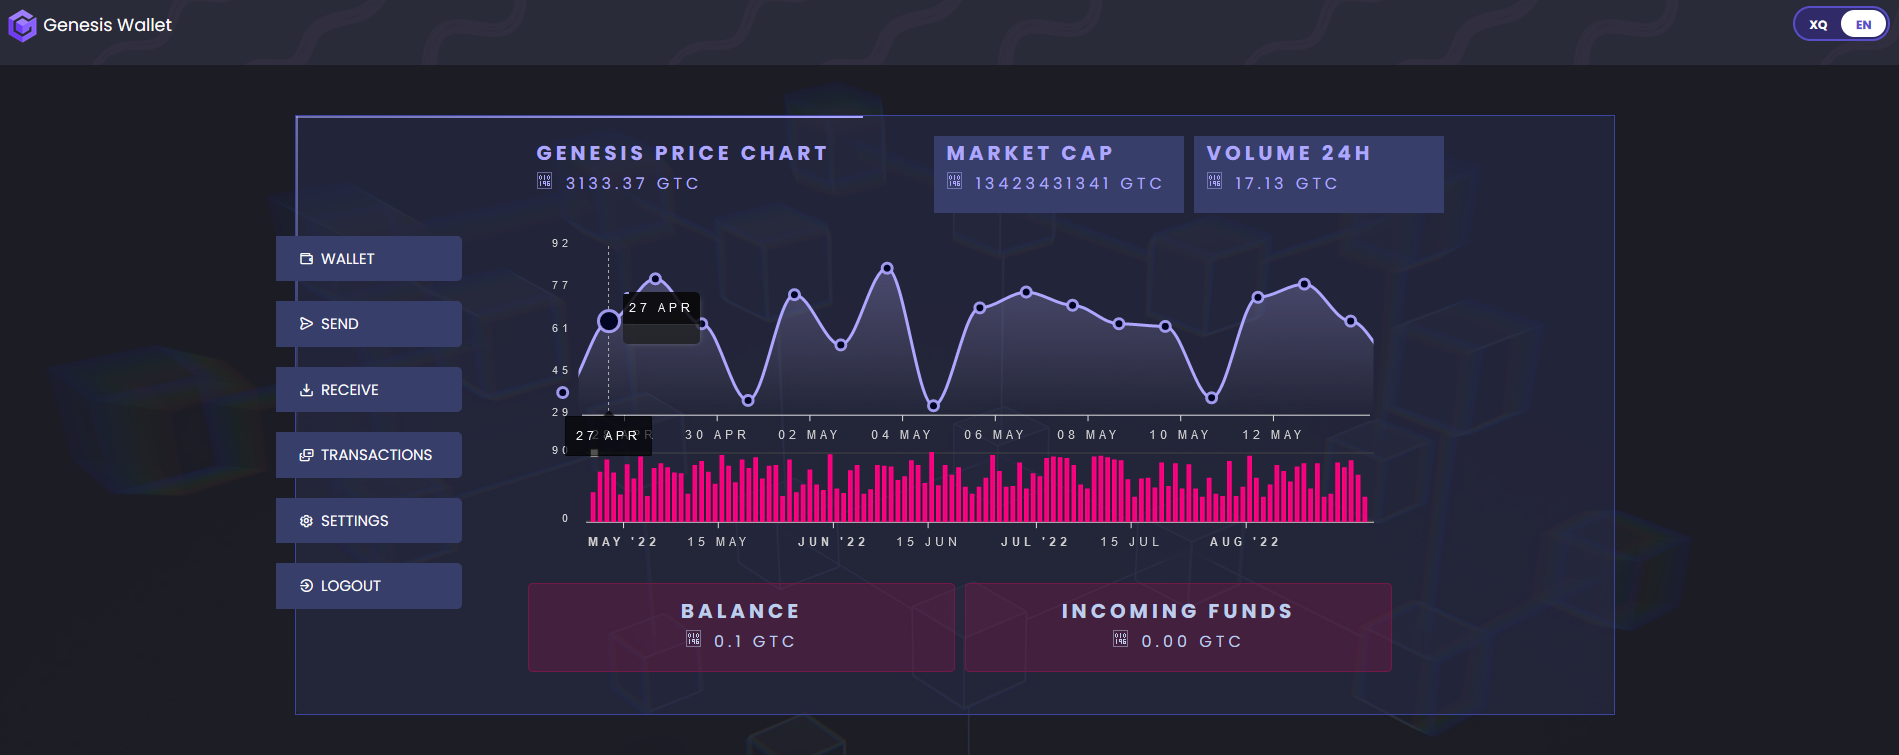 Genesis Wallet
XQ EN
GENESIS PRICE CHART
3133.37 GTC
MARKET CAP
13423431341 GTC
VOLUME 24H
17.13 GTC
WALLET
SEND
RECEIVE
TRANSACTIONS
SETTINGS
LOGOUT
92
77
61
45
29
27 APR
27 APR
30 APR 02 MAY 04 MAY 06 MAY 08 MAY 10 MAY 12 MAY
90
0
MAY '22 15 MAY JUN '22 15 JUN JUL '22 15 JUL AUG '22
BALANCE
0.1 GTC
INCOMING FUNDS
0.00 GTC